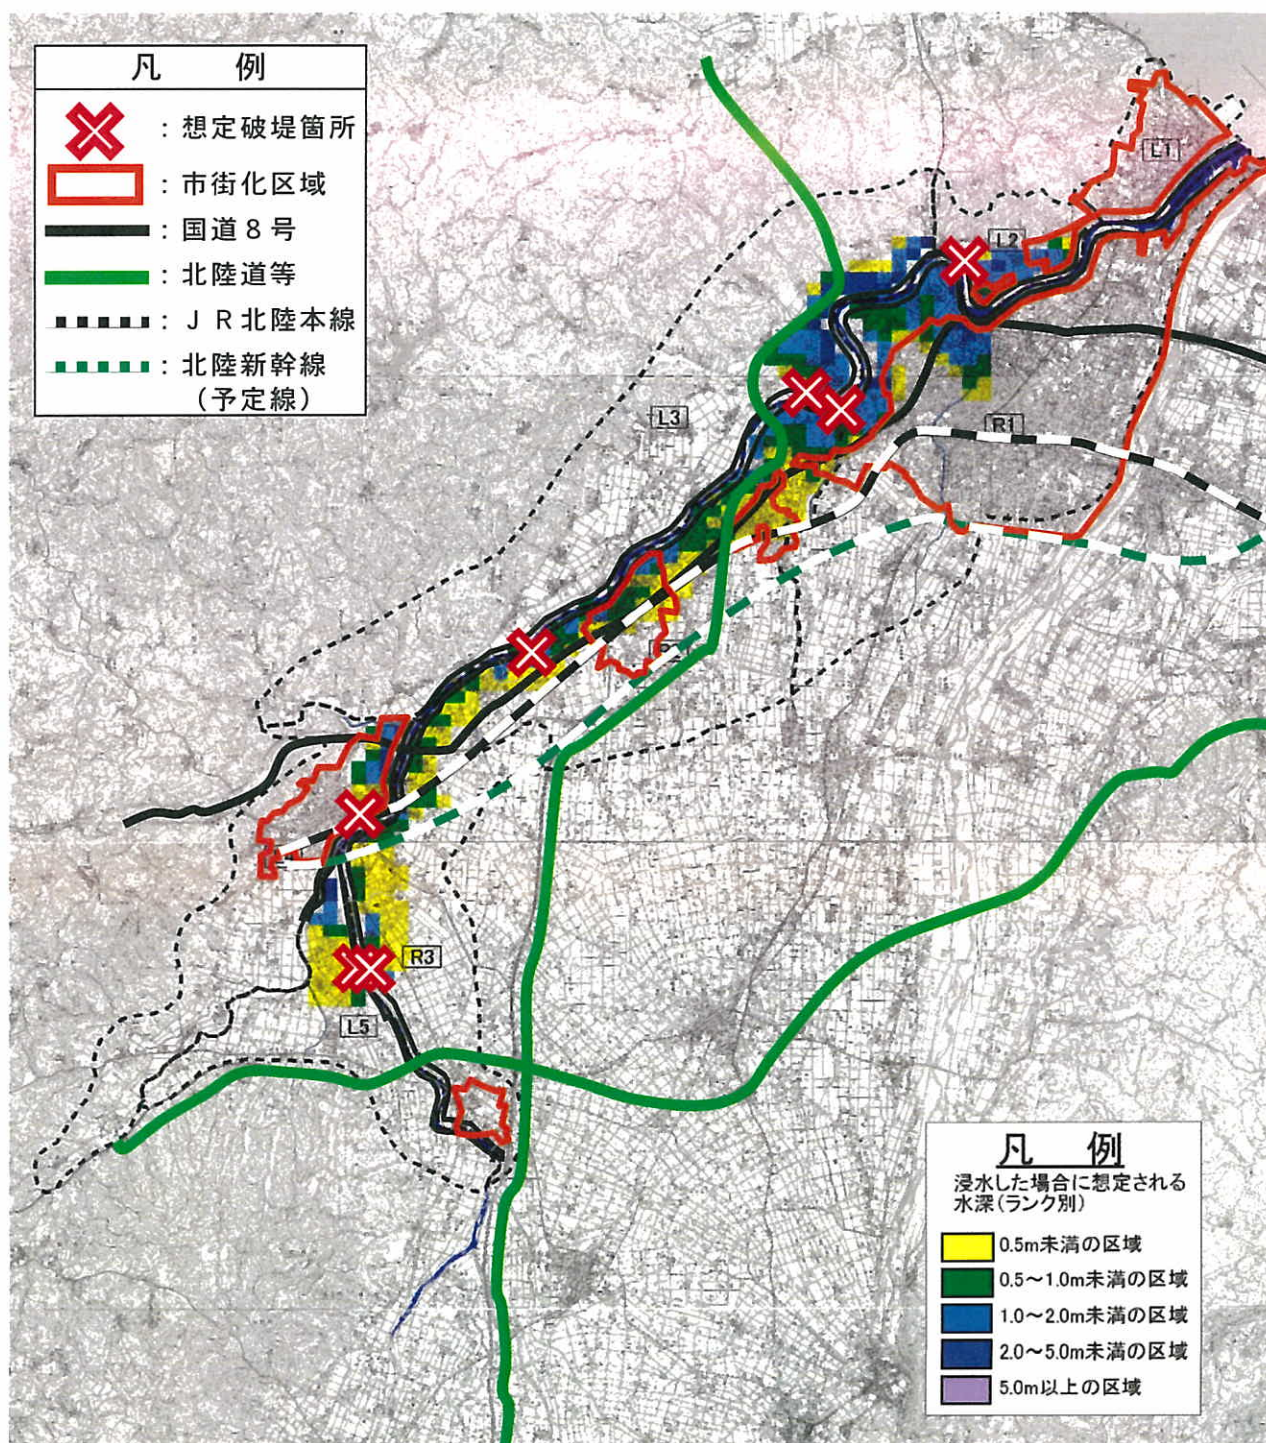 凡　例
：想定破堤箇所
：市街化区域
：国道８号
：北陸道等
：ＪＲ北陸本線
：北陸新幹線
（予定線）
L1
L2
L3
R1
R3
L5
凡　例
浸水した場合に想定される
水深(ランク別)
0.5m未満の区域
0.5～1.0m未満の区域
1.0～2.0m未満の区域
2.0～5.0m未満の区域
5.0m以上の区域